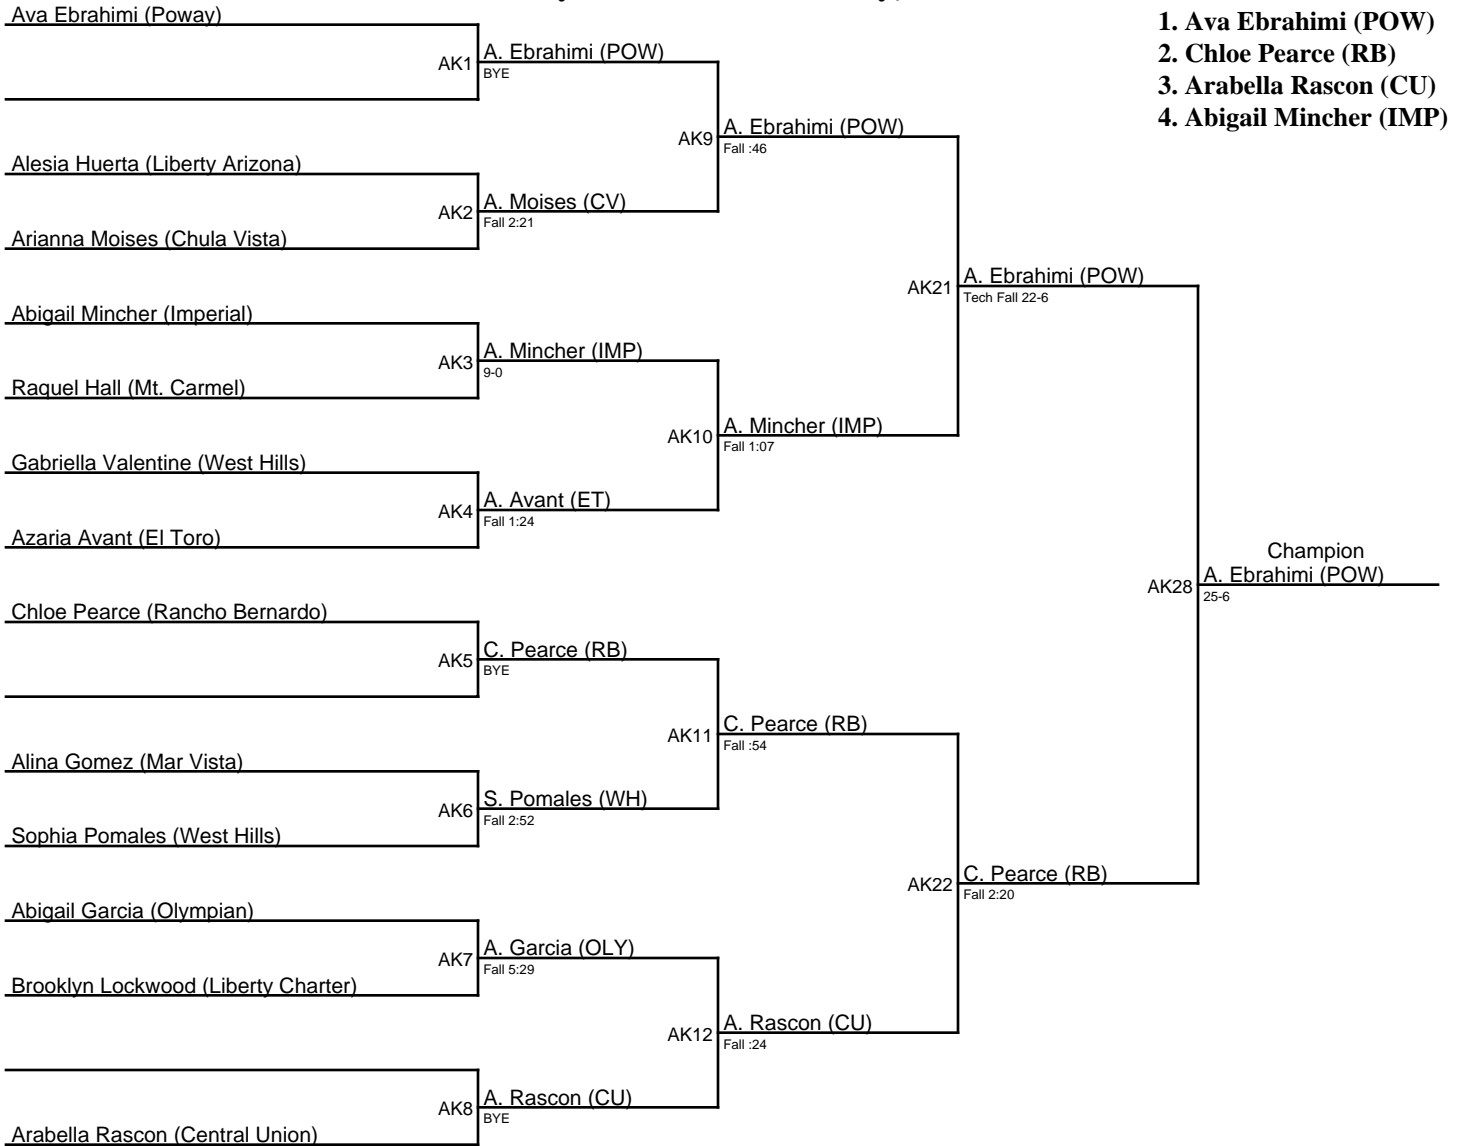 Ava Ebrahimi (Poway)
AK1
A. Ebrahimi (POW)
BYE
AK9
A. Ebrahimi (POW)
Fall :46
Alesia Huerta (Liberty Arizona)
AK2
A. Moises (CV)
Fall 2:21
Arianna Moises (Chula Vista)
AK21
A. Ebrahimi (POW)
Tech Fall 22-6
Abigail Mincher (Imperial)
AK3
A. Mincher (IMP)
9-0
Raquel Hall (Mt. Carmel)
AK10
A. Mincher (IMP)
Fall 1:07
Gabriella Valentine (West Hills)
AK4
A. Avant (ET)
Fall 1:24
Azaria Avant (El Toro)
Champion
AK28
A. Ebrahimi (POW)
25-6
Chloe Pearce (Rancho Bernardo)
AK5
C. Pearce (RB)
BYE
AK11
C. Pearce (RB)
Fall :54
Alina Gomez (Mar Vista)
AK6
S. Pomales (WH)
Fall 2:52
Sophia Pomales (West Hills)
AK22
C. Pearce (RB)
Fall 2:20
Abigail Garcia (Olympian)
AK7
A. Garcia (OLY)
Fall 5:29
Brooklyn Lockwood (Liberty Charter)
AK12
A. Rascon (CU)
Fall :24
AK8
A. Rascon (CU)
BYE
Arabella Rascon (Central Union)
1. Ava Ebrahimi (POW)
2. Chloe Pearce (RB)
3. Arabella Rascon (CU)
4. Abigail Mincher (IMP)